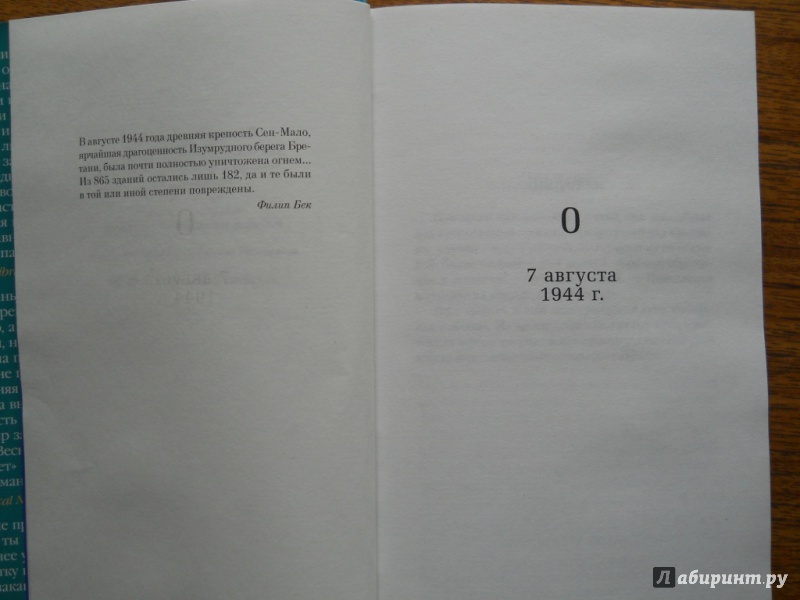 В августе 1944 года древняя крепость Сен-Мало,
ярчайшая драгоценность Изумрудного берега Бре-
тани, была почти полностью уничтожена огнем...
Из 865 зданий остались лишь 182, да и те были
в той или иной степени повреждены.
Филип Бек
0
7 августа
1944 г.
Лабиринт.ру